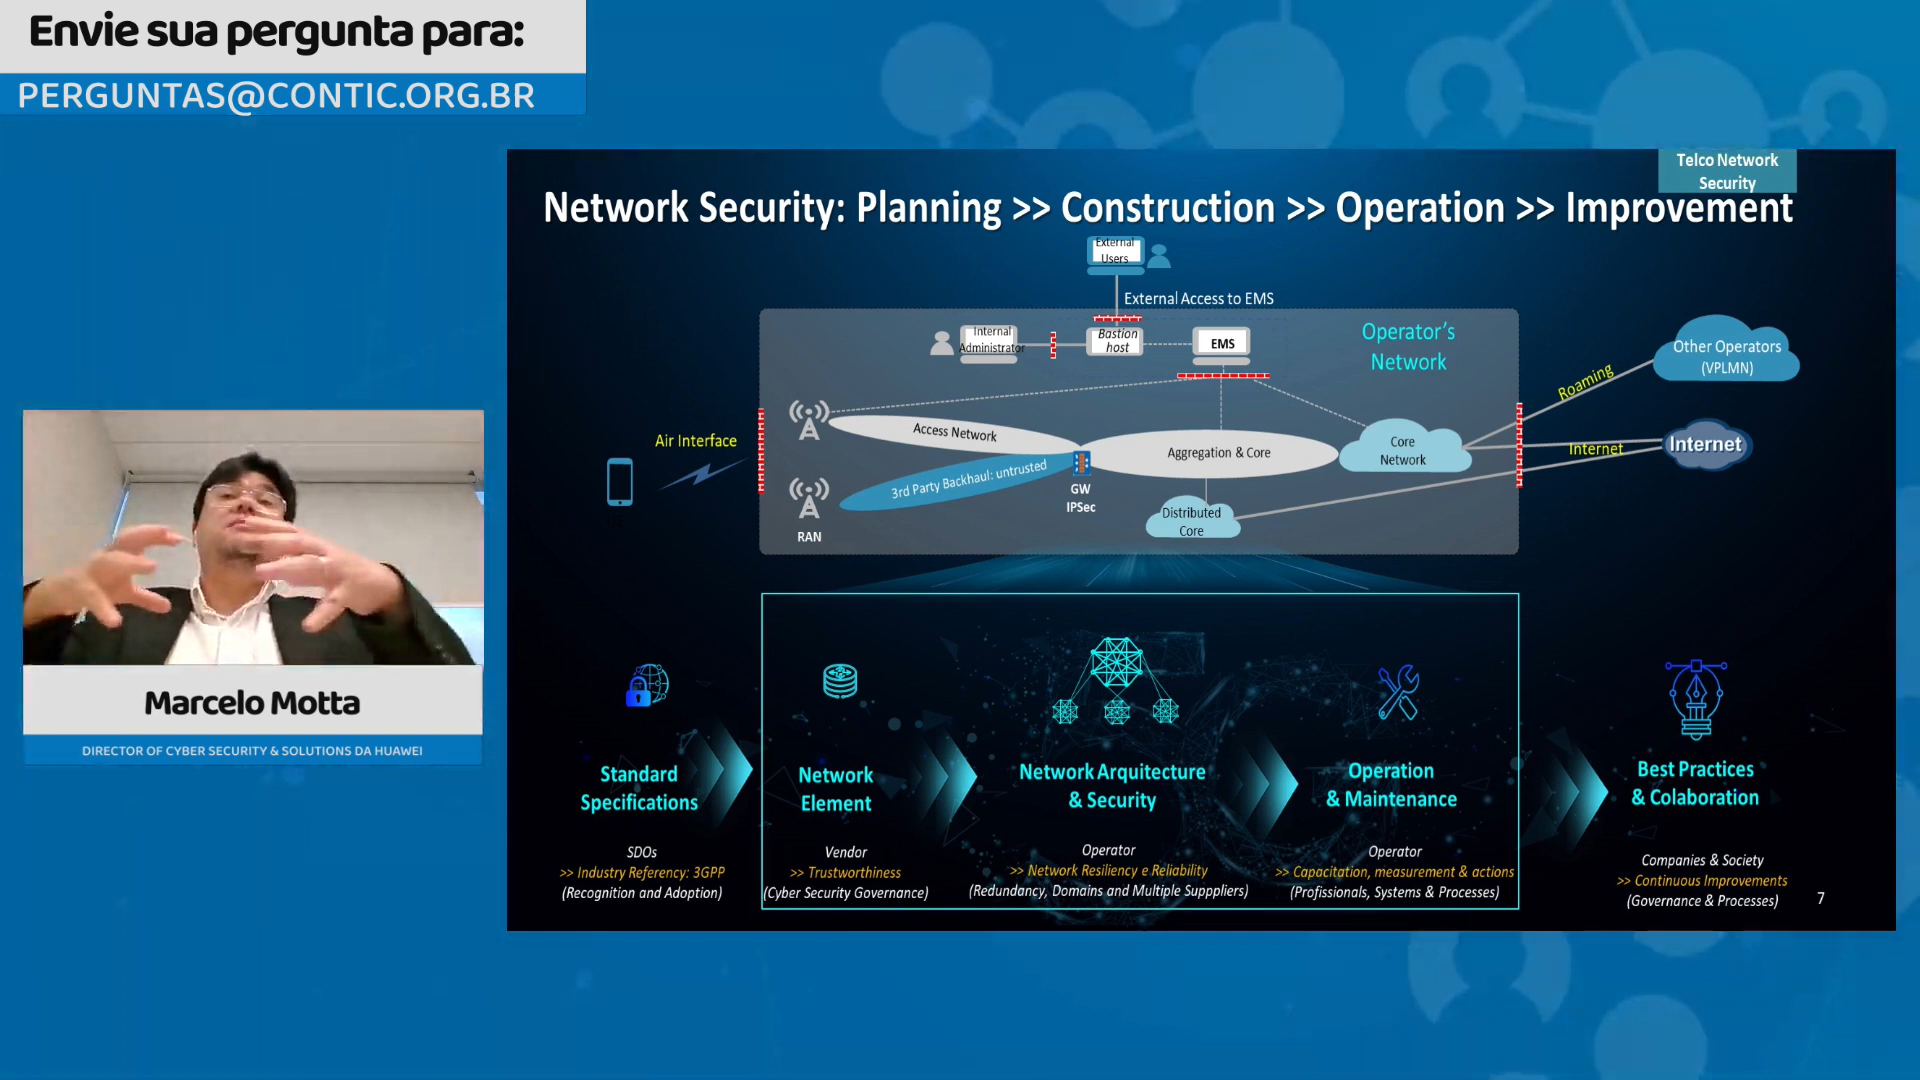 Envie sua pergunta para:
PERGUNTAS@CONTIC.ORG.BR
Telco Network
Security
Network Security: Planning >> Construction >> Operation >> Improvement
External
Users
External Access to EMS
Internal
Administrator
Bastion
host
EMS
Operator's
Network
Other Operators
(VPLMN)
Roaming
Air Interface
Access Network
Aggregation & Core
Core
Network
Internet
Internet
3rd Party Backhaul: untrusted
GW
IPSec
Distributed
Core
RAN
Marcelo Motta
DIRECTOR OF CYBER SECURITY & SOLUTIONS DA HUAWEI
Standard
Specifications
SDOs
>> Industry Referency: 3GPP
(Recognition and Adoption)
Network
Element
Vendor
>> Trustworthiness
(Cyber Security Governance)
Network Arquitecture
& Security
Operator
>> Network Resiliency e Reliability
(Redundancy, Domains and Multiple Supppliers)
Operation
& Maintenance
Operator
>> Capacitation, measurement & actions
(Profissionals, Systems & Processes)
Best Practices
& Colaboration
Companies & Society
>> Continuous Improvements
(Governance & Processes)
7